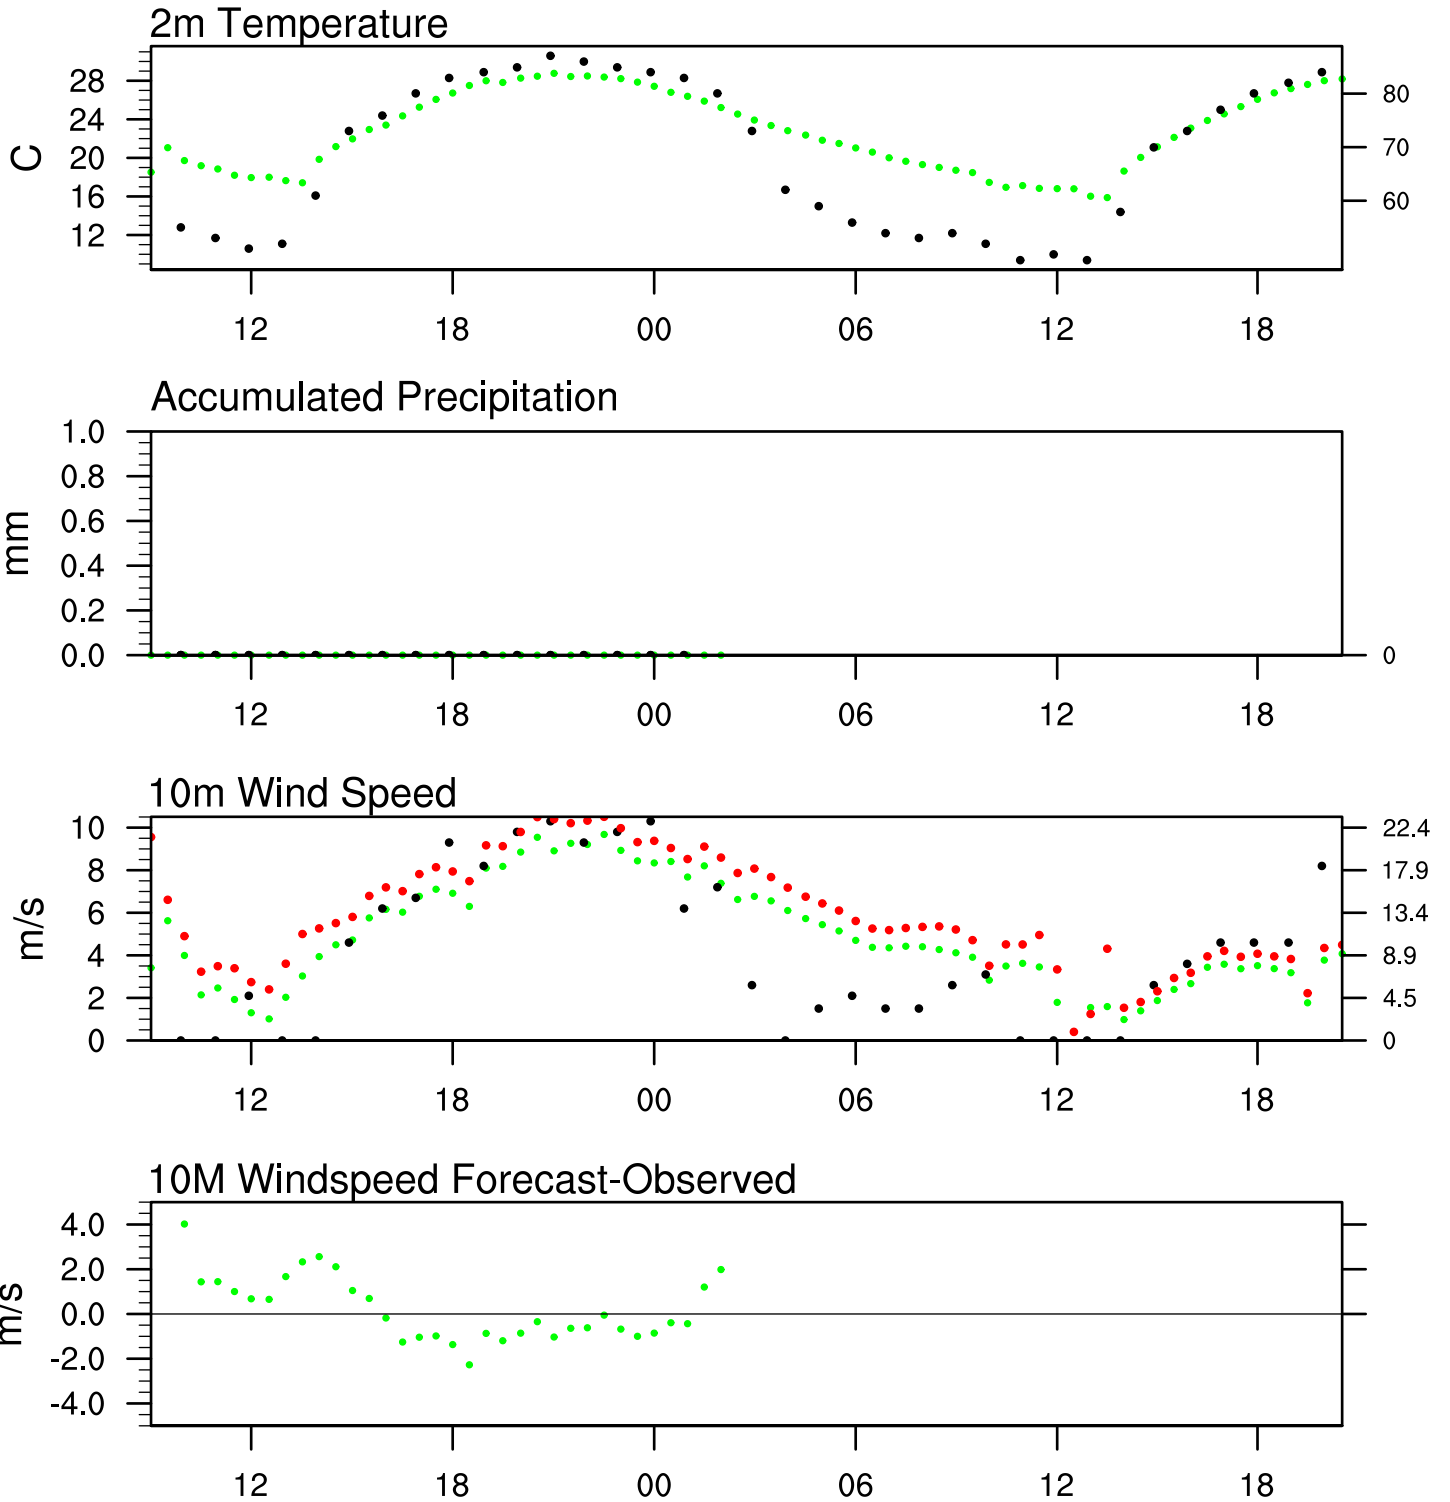 2m Temperature
28
24
20
16
12
C
80
70
60
12 18 00 06 12 18
Accumulated Precipitation
1.0
0.8
0.6
0.4
0.2
0.0
mm
0
12 18 00 06 12 18
10m Wind Speed
10
8
6
4
2
0
m/s
22.4
17.9
13.4
8.9
4.5
0
12 18 00 06 12 18
10M Windspeed Forecast-Observed
4.0
2.0
0.0
-2.0
-4.0
m/s
12 18 00 06 12 18